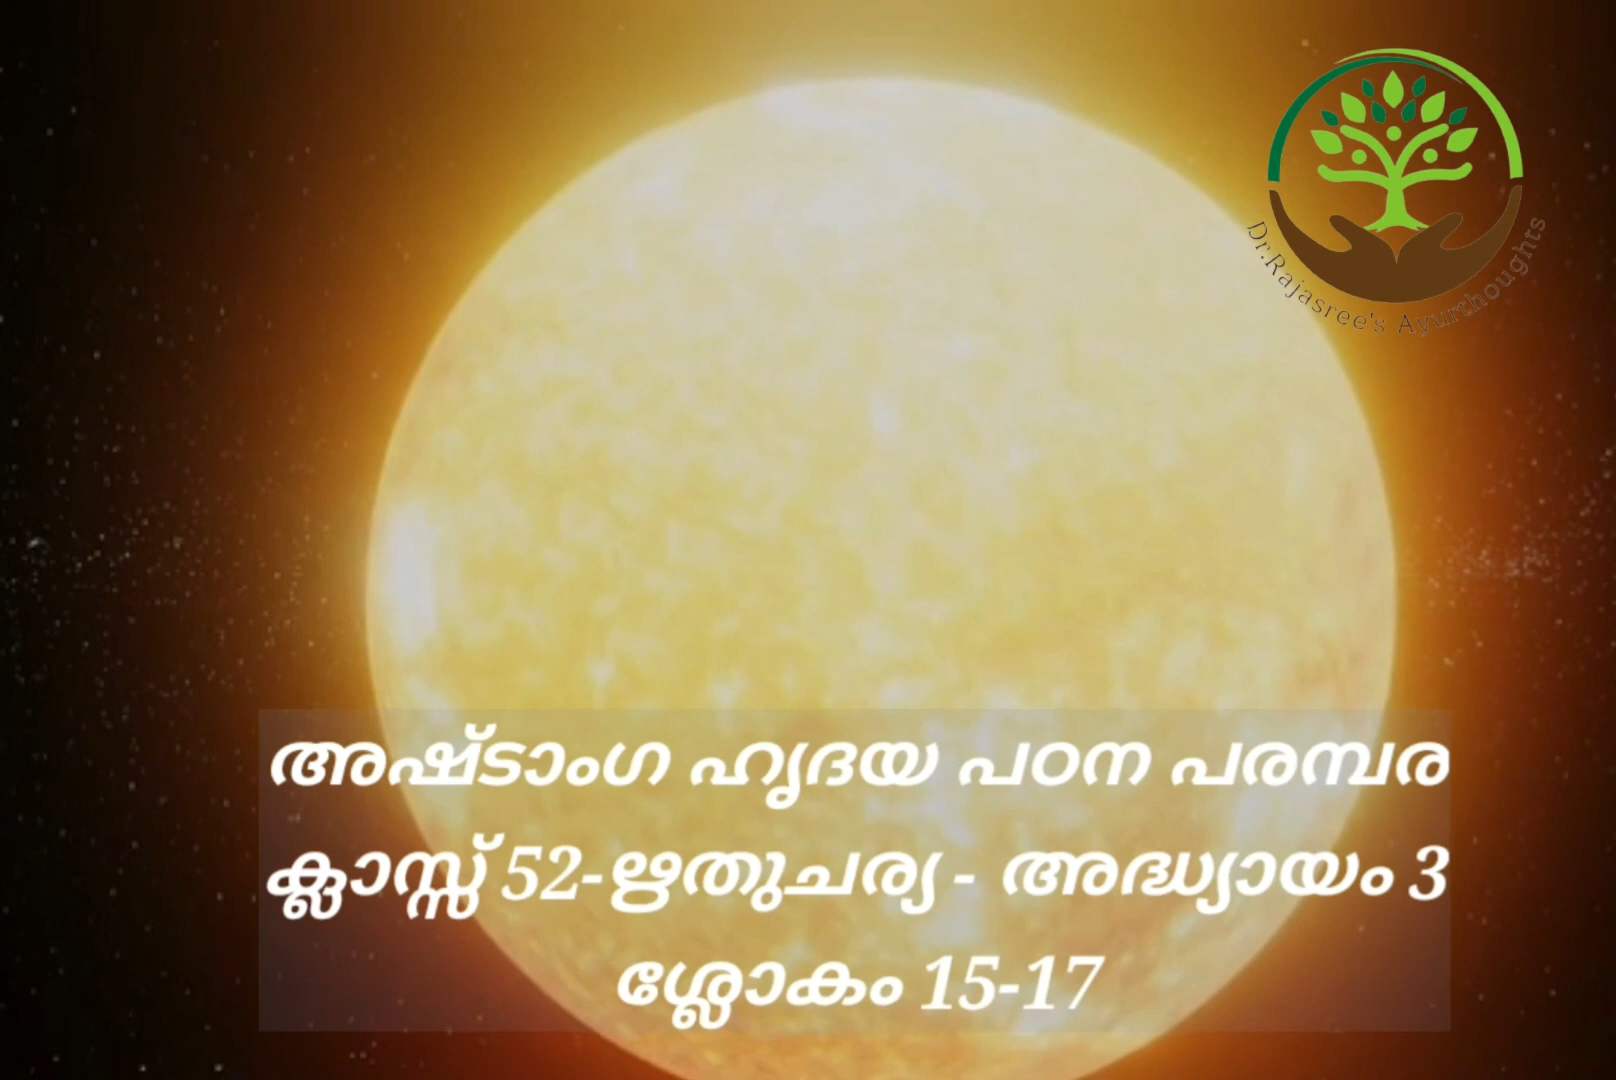 Dr.Rajasree's Ayurthoughts
അഷ്ടാംഗ ഹൃദയ പഠന പരമ്പര
ക്ലാസ്സ് 52-ഋതുചര്യ - അദ്ധ്യായം 3
ശ്ലോകം 15-17